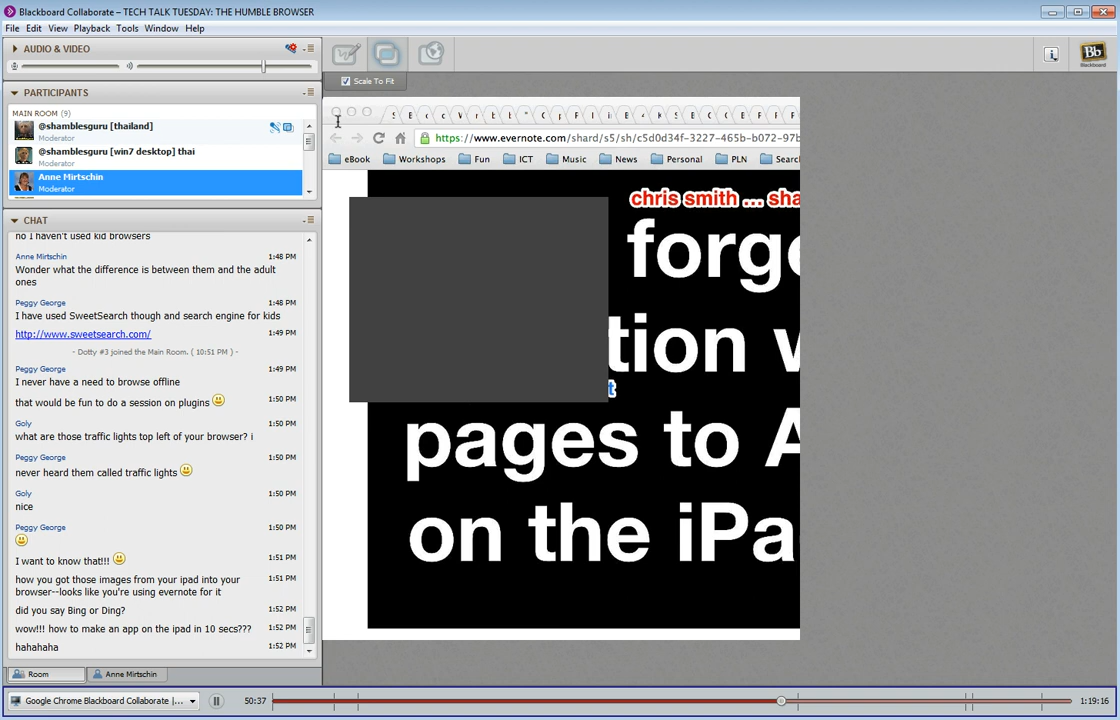 Blackboard Collaborate – TECH TALK TUESDAY: THE HUMBLE BROWSER
File Edit View Playback Tools Window Help
AUDIO & VIDEO
PARTICIPANTS
MAIN ROOM (9)
@shamblesguru [thailand]
Moderator
@shamblesguru [win7 desktop] thai
Moderator
Anne Mirtschin
Moderator
CHAT
no I haven't used kid browsers
Anne Mirtschin 1:48 PM
Wonder what the difference is between them and the adult
ones
Peggy George 1:48 PM
I have used SweetSearch though and search engine for kids
http://www.sweetsearch.com/ 1:49 PM
- Dotty #3 joined the Main Room. ( 10:51 PM ) -
Peggy George 1:49 PM
I never have a need to browse offline
that would be fun to do a session on plugins 1:50 PM
Goly 1:50 PM
what are those traffic lights top left of your browser? i
Peggy George 1:50 PM
never heard them called traffic lights
Goly 1:50 PM
nice
Peggy George 1:50 PM
I want to know that!!! 1:51 PM
how you got those images from your ipad into your 1:51 PM
browser--looks like you're using evernote for it
did you say Bing or Ding? 1:52 PM
wow!!! how to make an app on the ipad in 10 secs??? 1:52 PM
hahahaha 1:52 PM
Room Anne Mirtschin
Google Chrome Blackboard Collaborate |... 50:37 1:19:16
Scale To Fit
Bb
Blackboard
https://www.evernote.com/shard/s5/sh/c5d0d34f-3227-465b-b072-97b
eBook Workshops Fun ICT Music News Personal PLN Searc
chris smith ... sha
forge
tion w
t
pages to A
on the iPa